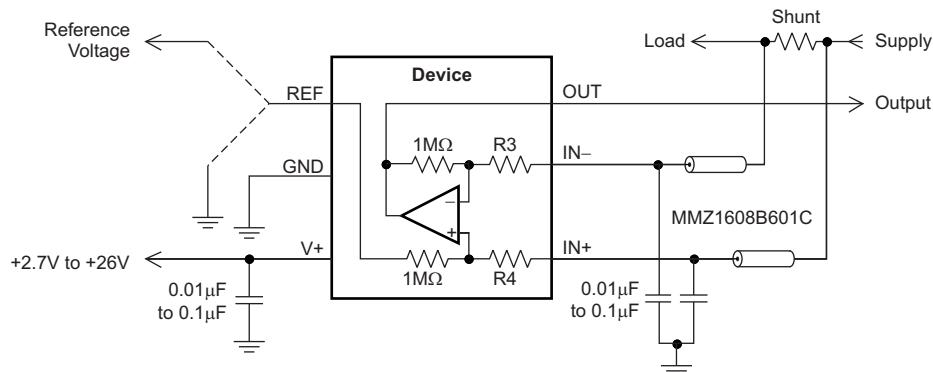 Shunt
Reference
Voltage
Load
Supply
Device
REF
OUT
Output
1MΩ
R3
IN−
GND
−
MMZ1608B601C
+
V+
IN+
+2.7V to +26V
1MΩ
R4
0.01µF
to 0.1µF
0.01µF
to 0.1µF